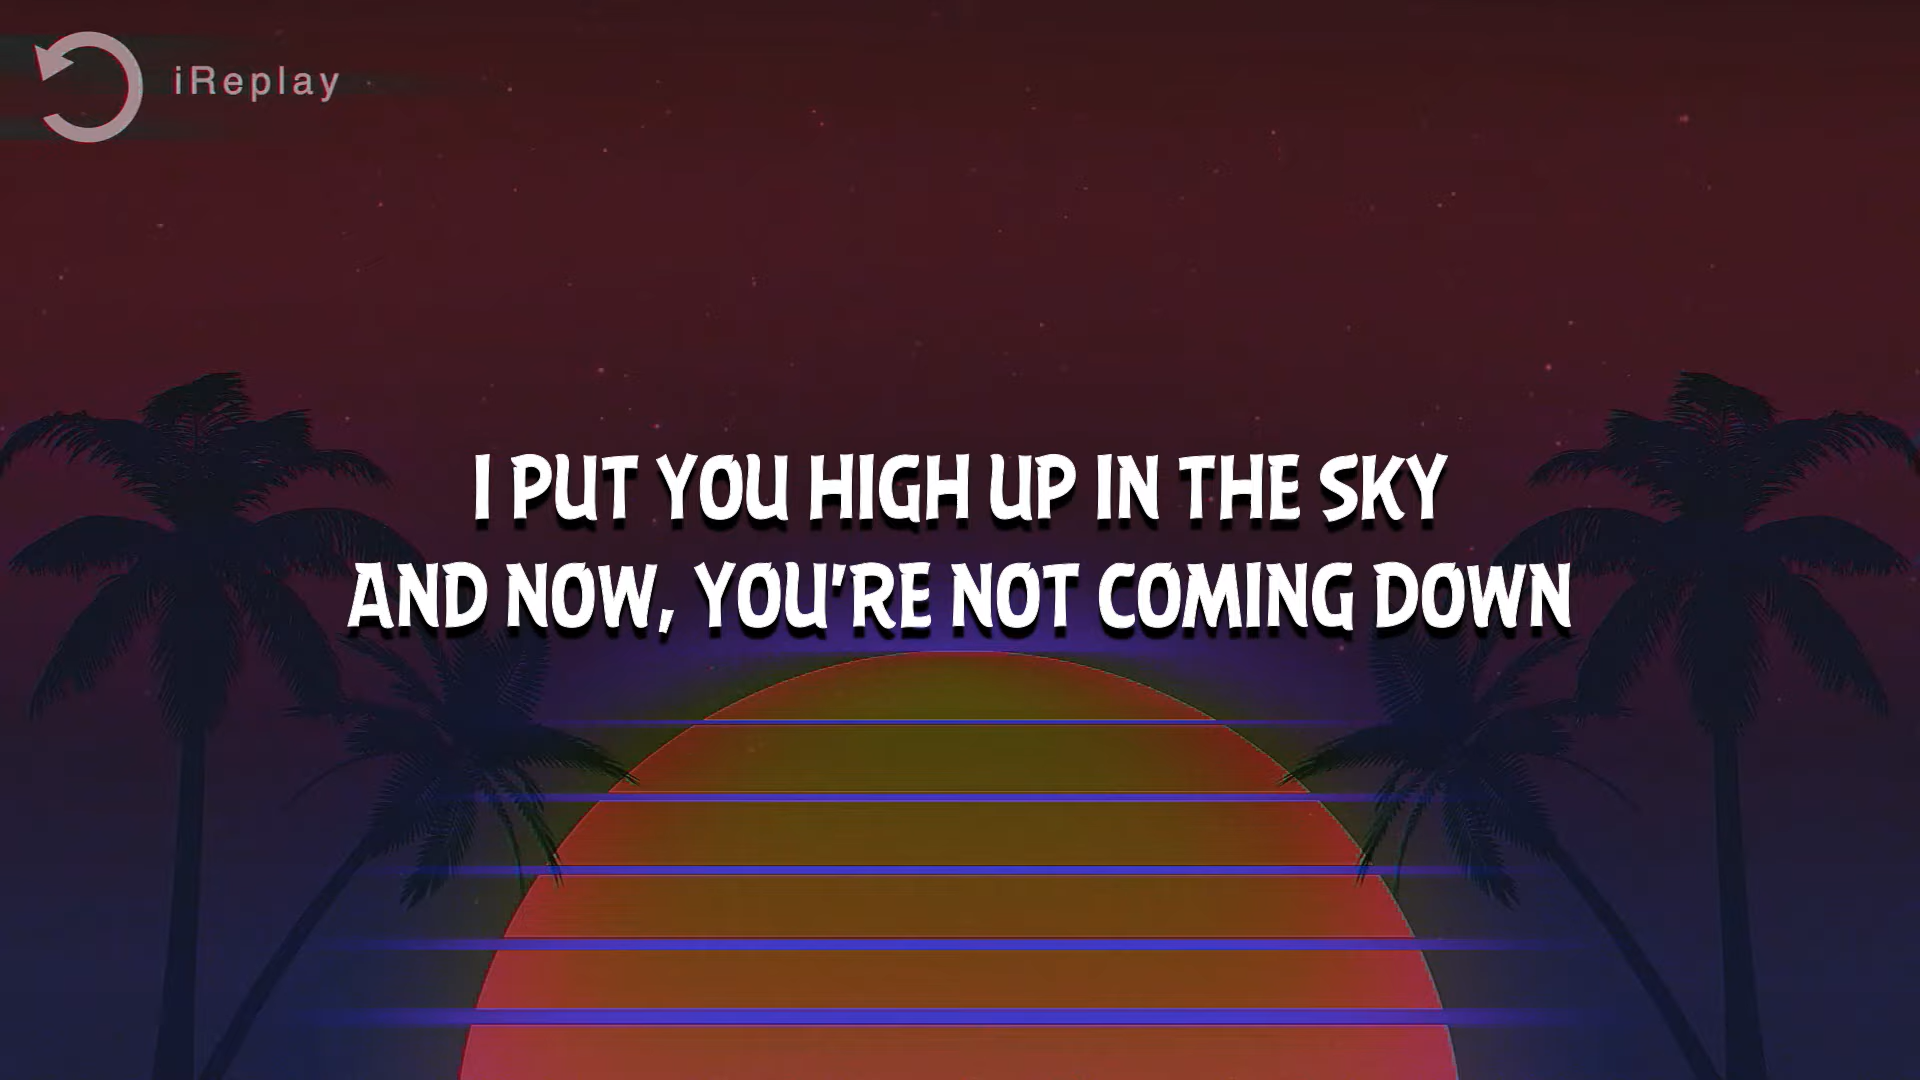 iReplay
I PUT YOU HIGH UP IN THE SKY
AND NOW, YOU'RE NOT COMING DOWN